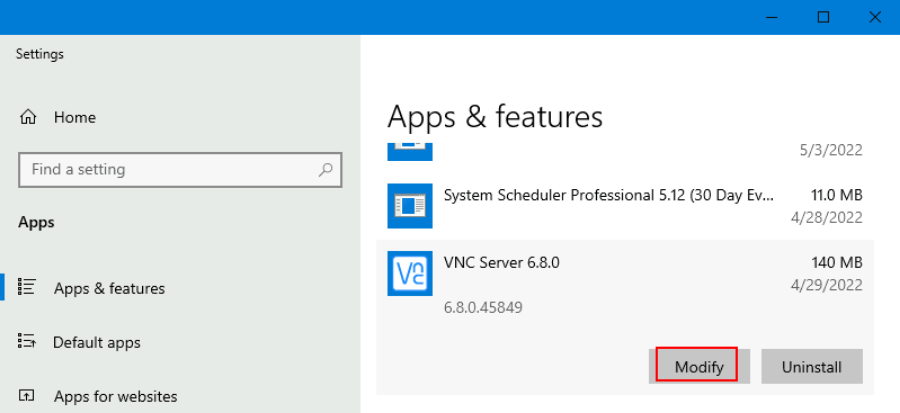 Settings
Home
Find a setting
Apps
Apps & features
Default apps
Apps for websites
Apps & features
5/3/2022
System Scheduler Professional 5.12 (30 Day Ev... 11.0 MB
4/28/2022
VNC Server 6.8.0 140 MB
4/29/2022
6.8.0.45849
Modify Uninstall